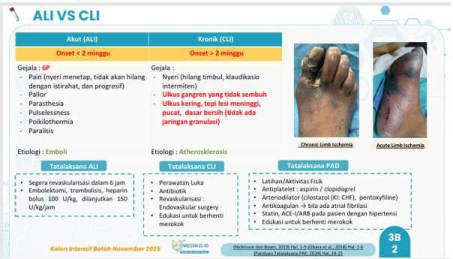 ALI VS CLI
Akut (ALI)
Kronik (CLI)
Onset < 2 minggu
Onset > 2 minggu
Gejala : 6P
- Pain (nyeri menetap, tidak akan hilang
dengan istirahat, dan progresif)
- Pallor
- Parasthesia
- Pulselessness
- Poikilothermia
- Paralisis
Etiologi : Emboli
Gejala :
- Nyeri (hilang timbul, klaudikasio
intermiten)
- Ulkus gangren yang tidak sembuh
- Ulkus kering, tepi lesi meninggi,
pucat, dasar bersih (tidak ada
jaringan granulasi)
Etiologi : Atherosklerosis
Chronic Limb Ischemia
Acute Limb Ischemia
Tatalaksana ALI
• Segera revaskularisasi dalam 6 jam
• Embolektomi, trambolisis, heparin
bolus 100 U/kg, dilanjutkan 150
U/kg/jam
Tatalaksana CLI
• Perawatan Luka
• Antibiotik
• Revaskularisasi :
Endovaskular surgery
• Edukasi untuk berhenti
merokok
Tatalaksana PAD
• Latihan/Aktivitas Fisik
• Antiplatelet : aspirin / clopidogrel
• Arteriodilator (cilostazol (KI: CHF), pentoxyfiline)
• Antikoagulan → bila ada atrial fibrilasi
• Statin, ACE-I/ARB pada pasien dengan hipertensi
• Edukasi untuk berhenti merokok
Kelan Intensif Batch November 2025
3B
2